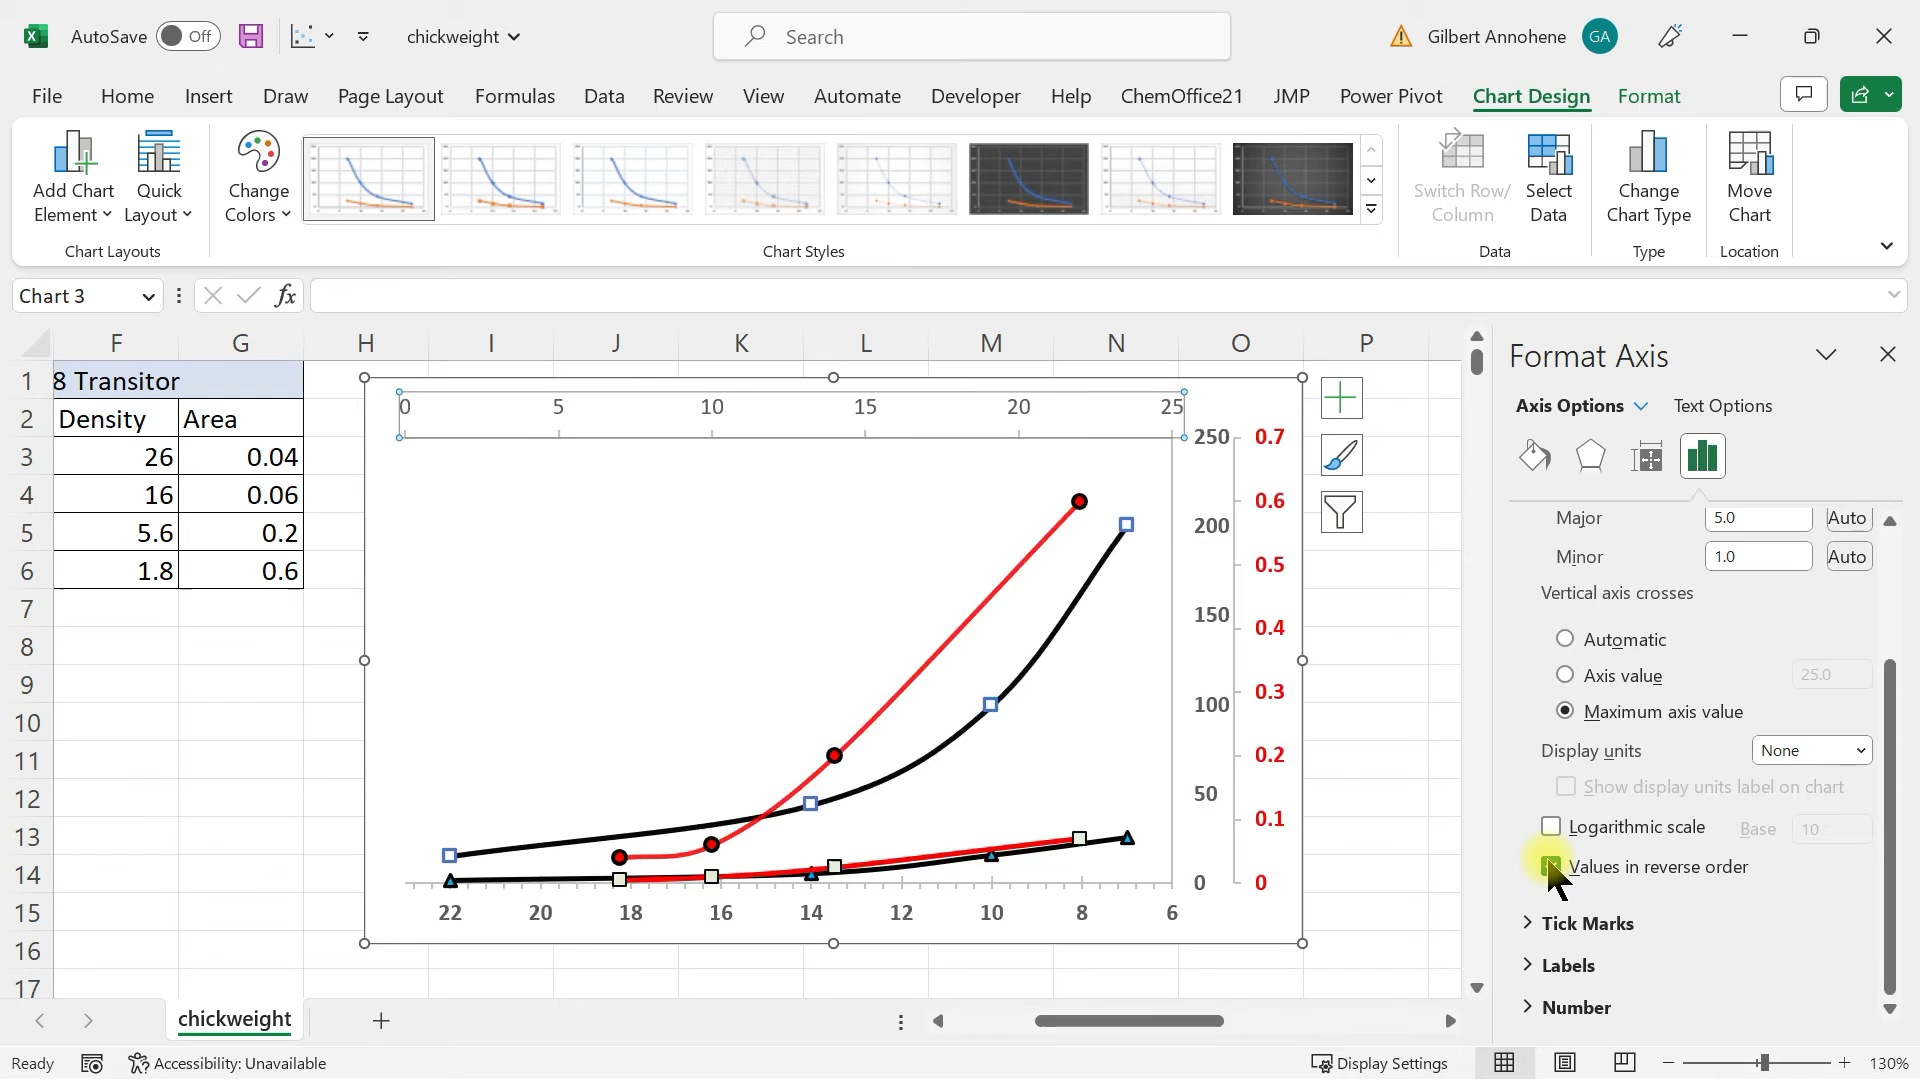 AutoSave Off chickweight Search Gilbert Annohene GA
File Home Insert Draw Page Layout Formulas Data Review View Automate Developer Help ChemOffice21 JMP Power Pivot Chart Design Format
Add Chart Element
Quick Layout
Change Colors
Switch Row/ Column
Select Data
Change Chart Type
Move Chart
Chart Layouts Chart Styles Data Type Location
Chart 3 fx
F G H I J K L M N O P
1 8 Transitor
2 Density Area
3 26 0.04
4 16 0.06
5 5.6 0.2
6 1.8 0.6
7
8
9
10
11
12
13
14
15
16
17
0 5 10 15 20 25
250 0.7
0.6
200
0.5
150 0.4
0.3
100
0.2
50 0.1
0 0
22 20 18 16 14 12 10 8 6
Format Axis
Axis Options Text Options
Major 5.0 Auto
Minor 1.0 Auto
Vertical axis crosses
Automatic
Axis value 25.0
Maximum axis value
Display units None
Show display units label on chart
Logarithmic scale Base 10
Values in reverse order
Tick Marks
Labels
Number
chickweight
Ready Accessibility: Unavailable Display Settings 130%